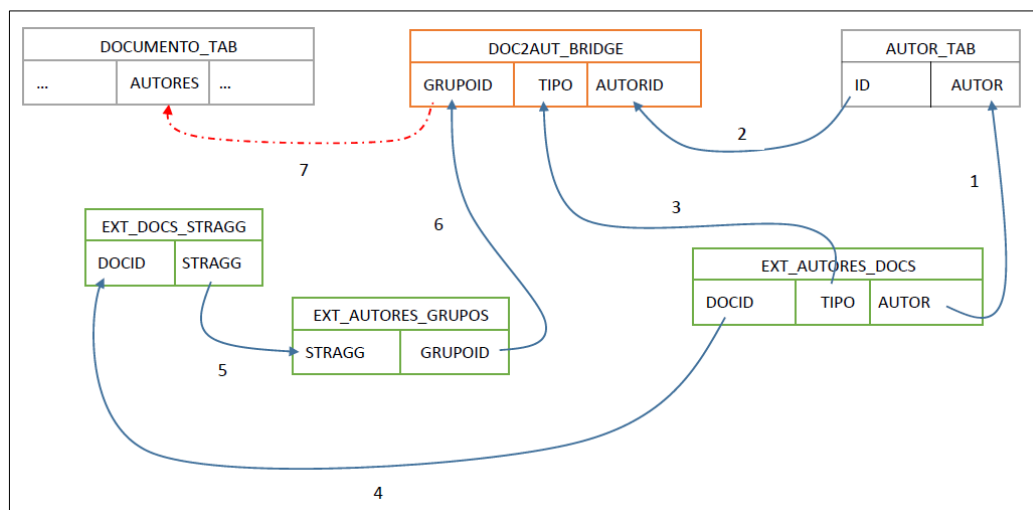 DOCUMENTO_TAB
... AUTORES ...
DOC2AUT_BRIDGE
GRUPOID TIPO AUTORID
AUTOR_TAB
ID AUTOR
2
7
1
3
6
EXT_DOCS_STRAGG
DOCID STRAGG
EXT_AUTORES_DOCS
DOCID TIPO AUTOR
EXT_AUTORES_GRUPOS
STRAGG GRUPOID
5
4